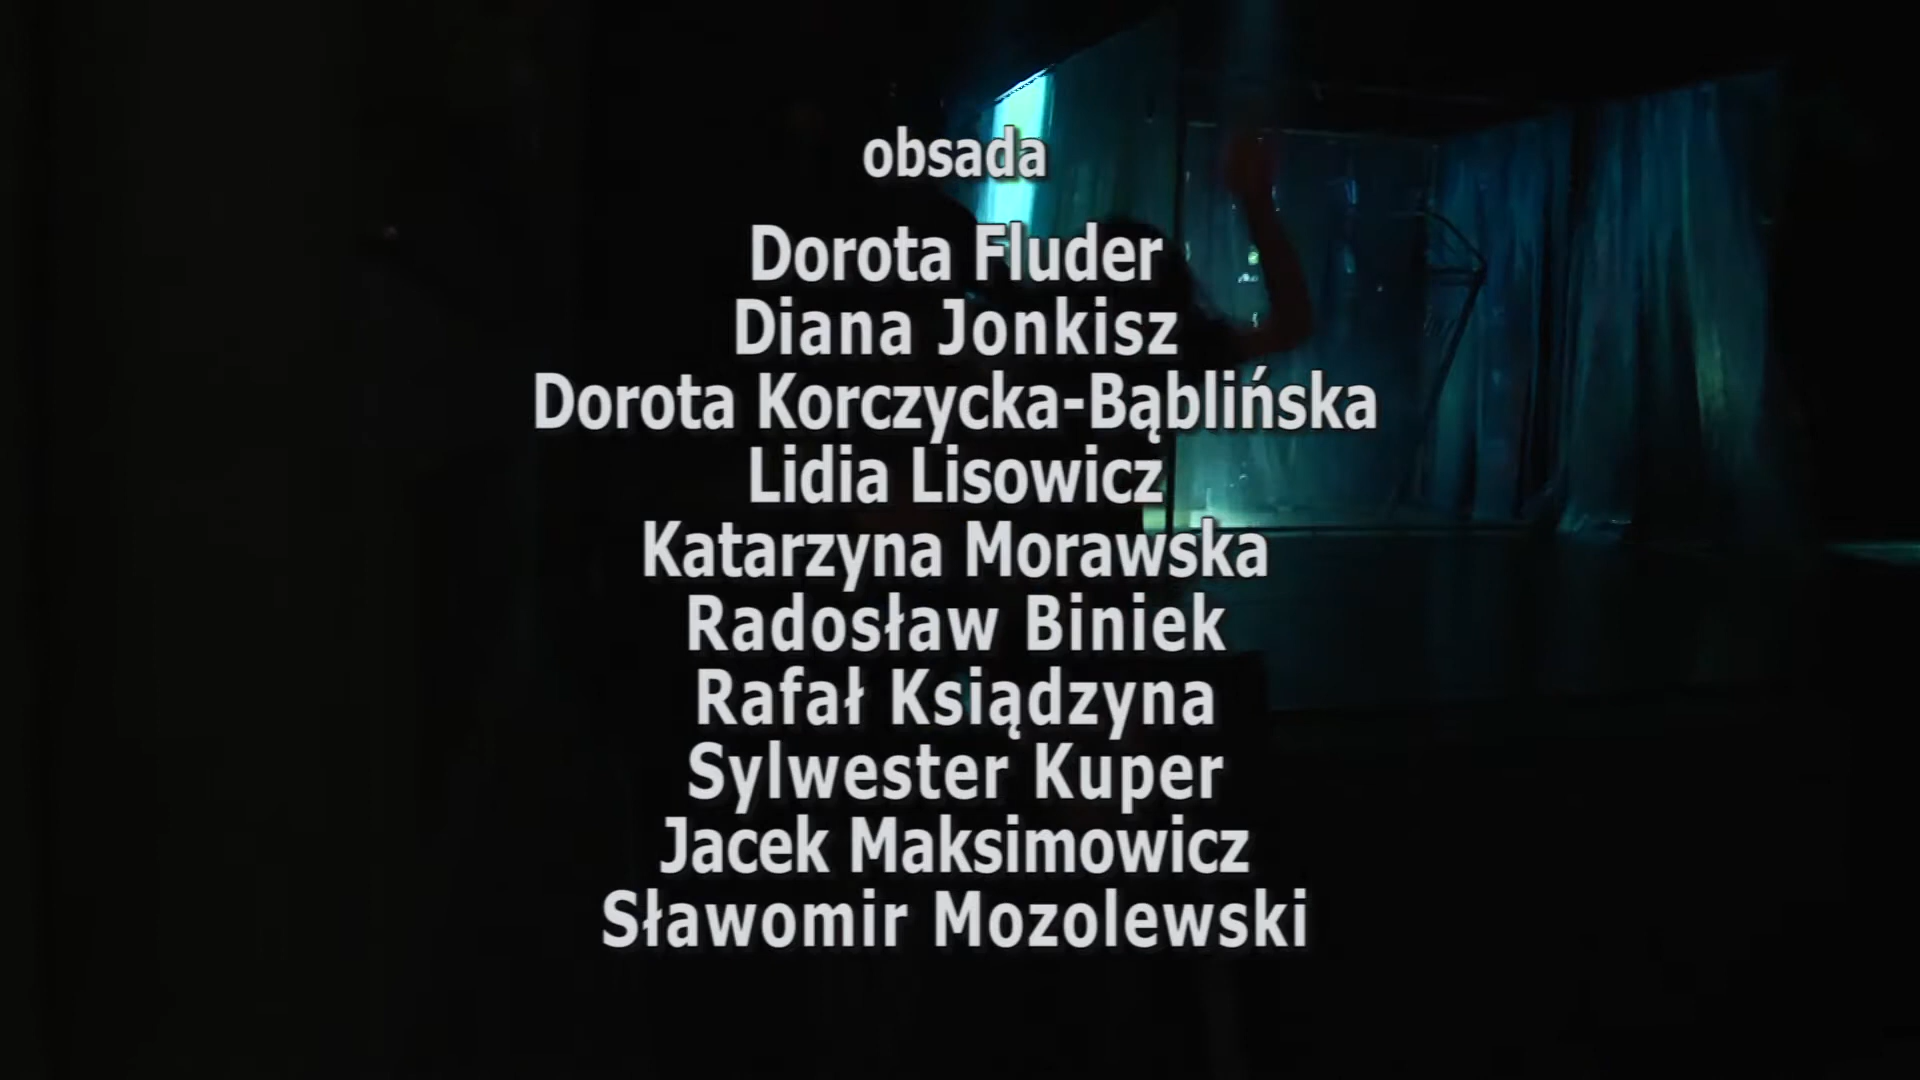 obsada
Dorota Fluder
Diana Jonkisz
Dorota Korczycka-Bąblińska
Lidia Lisowicz
Katarzyna Morawska
Radosław Biniek
Rafał Książyna
Sylwester Kuper
Jacek Maksimowicz
Sławomir Mozolewski